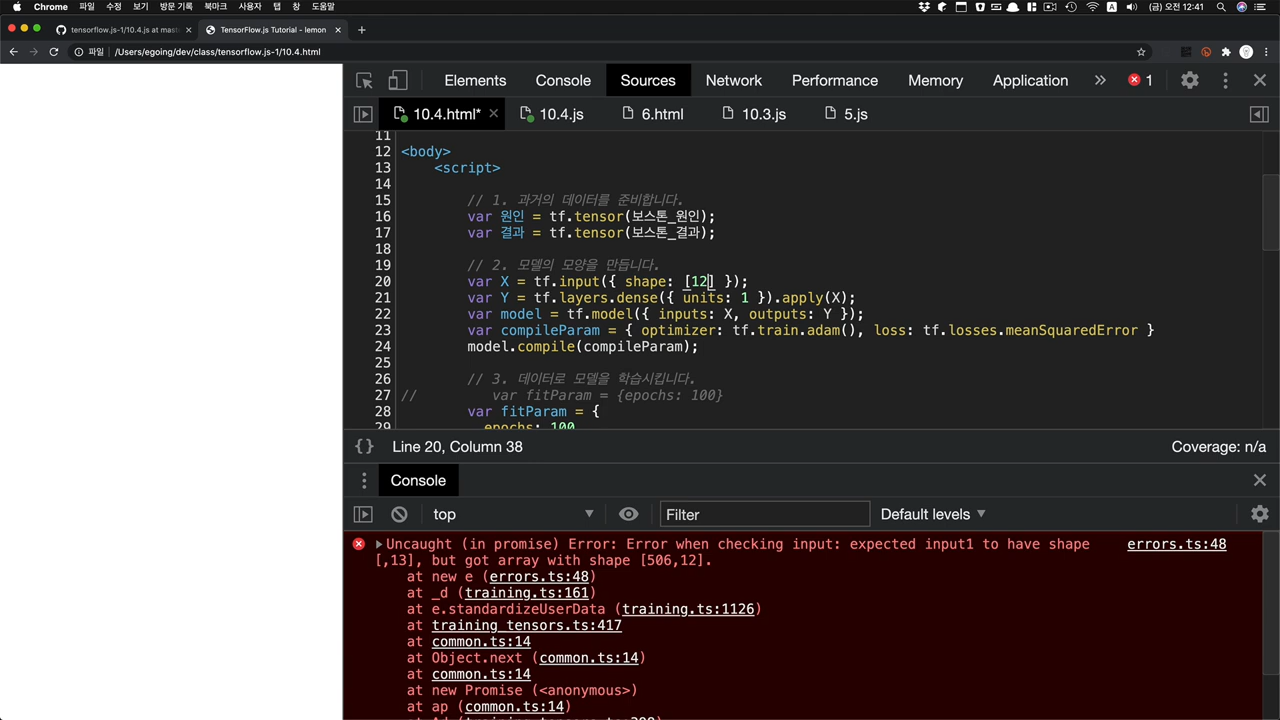 Chrome 파일 수정 보기 방문 기록 북마크 사용자 탭 창 도움말 (금) 오전 12:41
tensorflow.js-1/10.4.js at mast × TensorFlow.js Tutorial - lemon × +
파일 /Users/egoing/dev/class/tensorflow.js-1/10.4.html
Elements Console Sources Network Performance Memory Application » 1
10.4.html* × 10.4.js 6.html 10.3.js 5.js
11
12 <body>
13 <script>
14
15 // 1. 과거의 데이터를 준비합니다.
16 var 원인 = tf.tensor(보스톤_원인);
17 var 결과 = tf.tensor(보스톤_결과);
18
19 // 2. 모델의 모양을 만듭니다.
20 var X = tf.input({ shape: [12] });
21 var Y = tf.layers.dense({ units: 1 }).apply(X);
22 var model = tf.model({ inputs: X, outputs: Y });
23 var compileParam = { optimizer: tf.train.adam(), loss: tf.losses.meanSquaredError }
24 model.compile(compileParam);
25
26 // 3. 데이터로 모델을 학습시킵니다.
27 // var fitParam = {epochs: 100}
28 var fitParam = {
29 epochs: 100
{} Line 20, Column 38 Coverage: n/a
Console
top Filter Default levels
Uncaught (in promise) Error: Error when checking input: expected input1 to have shape errors.ts:48
[,13], but got array with shape [506,12].
at new e (errors.ts:48)
at _d (training.ts:161)
at e.standardizeUserData (training.ts:1126)
at training_tensors.ts:417
at common.ts:14
at Object.next (common.ts:14)
at common.ts:14
at new Promise (<anonymous>)
at ap (common.ts:14)